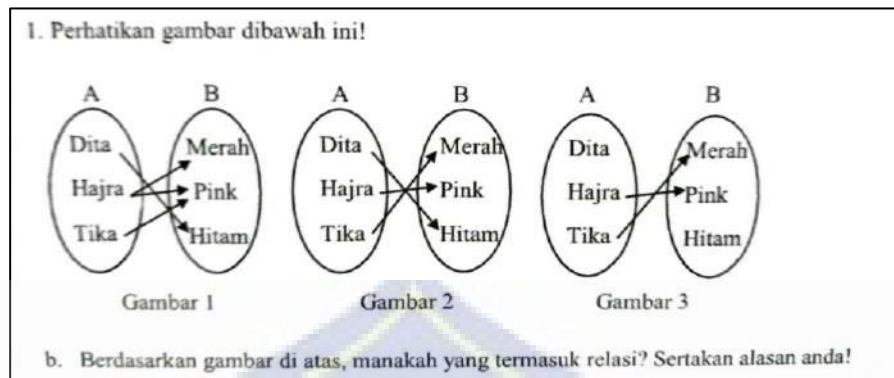 1. Perhatikan gambar dibawah ini!
A B A B A B
Dita Merah Dita Merah Dita Merah
Hajra Pink Hajra Pink Hajra Pink
Tika Hitam Tika Hitam Tika Hitam
Gambar 1 Gambar 2 Gambar 3
b. Berdasarkan gambar di atas, manakah yang termasuk relasi? Sertakan alasan anda!